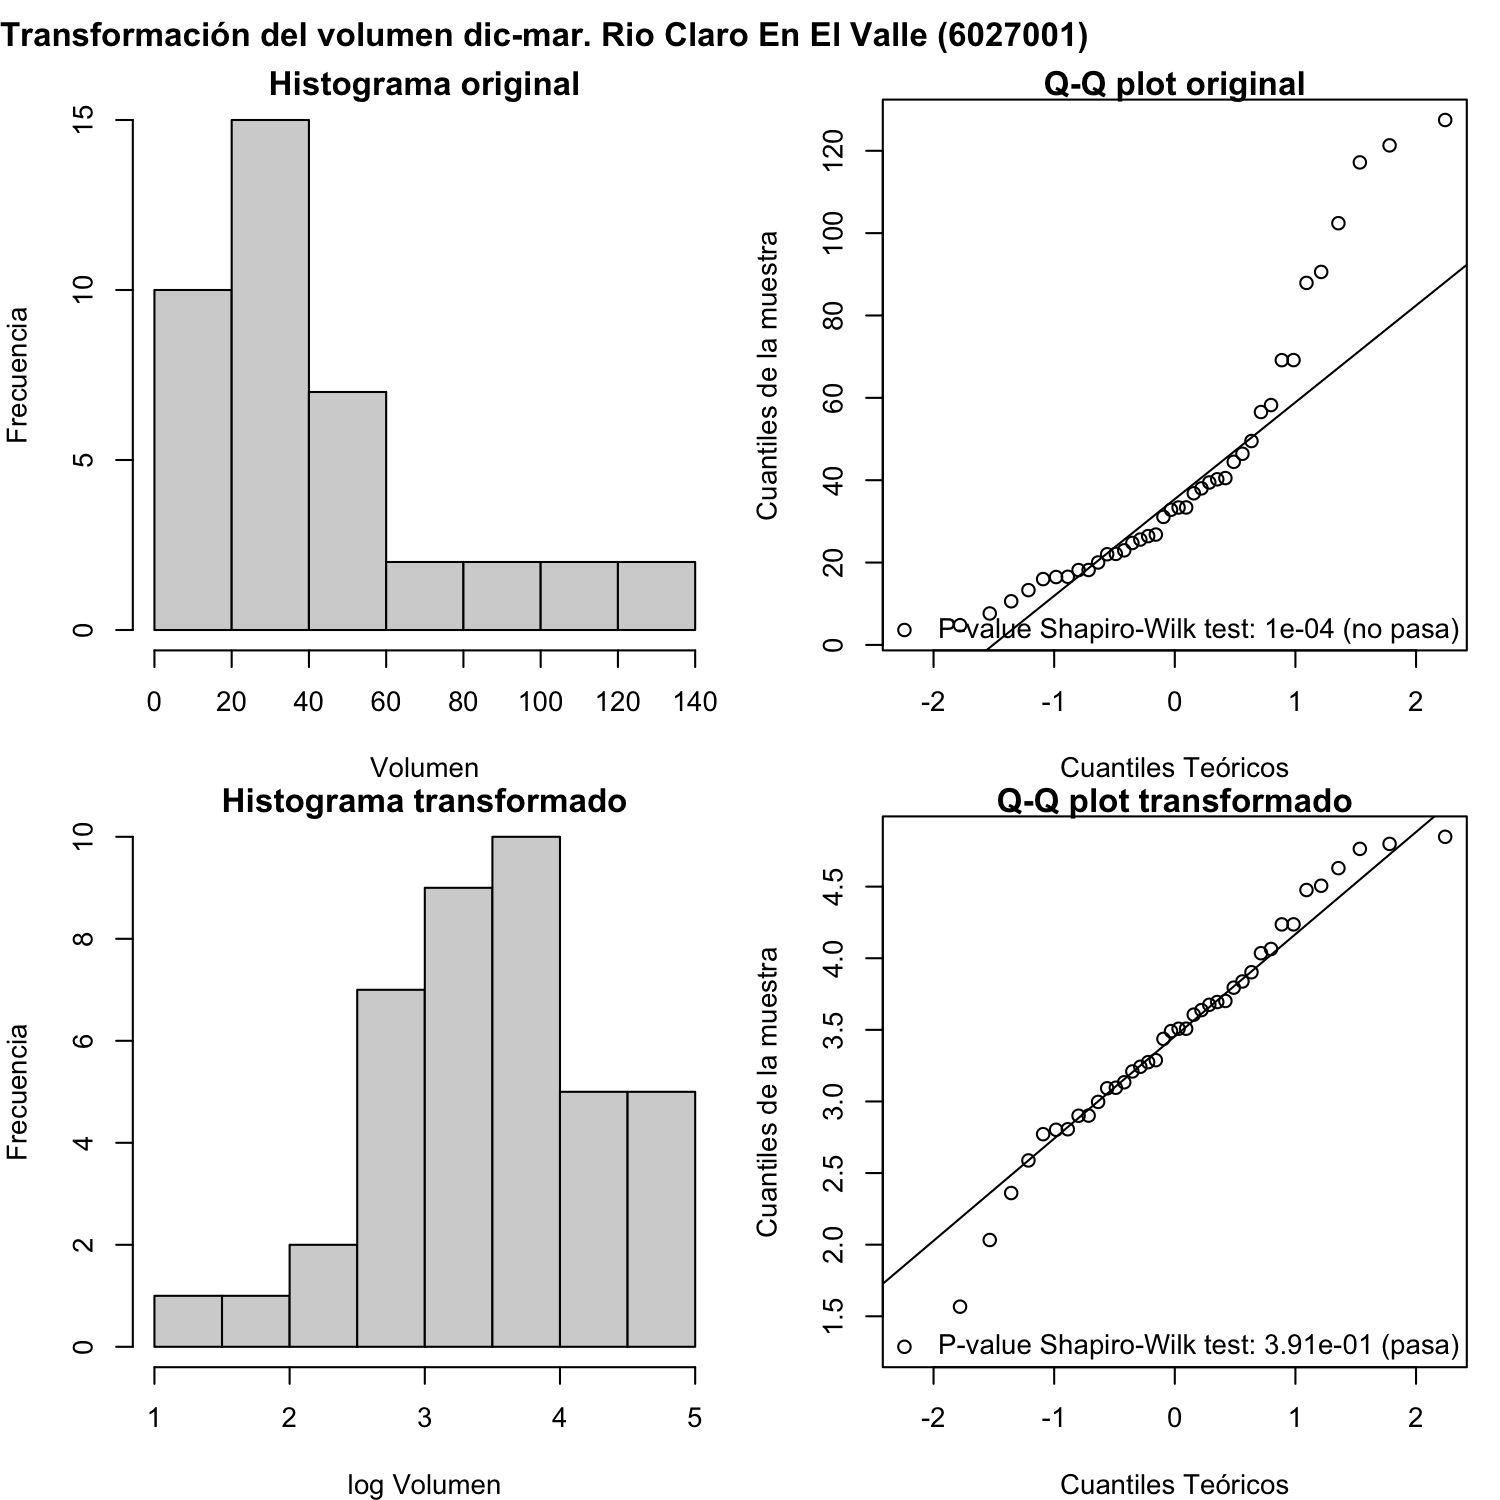 Transformación del volumen dic-mar. Rio Claro En El Valle (6027001)
Histograma original
Frecuencia
15
10
5
0
0 20 40 60 80 100 120 140
Volumen
Q-Q plot original
Cuantiles de la muestra
120
100
80
60
40
20
0
P-value Shapiro-Wilk test: 1e-04 (no pasa)
-2 -1 0 1 2
Cuantiles Teóricos
Histograma transformado
Frecuencia
10
8
6
4
2
0
1 2 3 4 5
log Volumen
Q-Q plot transformado
Cuantiles de la muestra
4.5
4.0
3.5
3.0
2.5
2.0
1.5
P-value Shapiro-Wilk test: 3.91e-01 (pasa)
-2 -1 0 1 2
Cuantiles Teóricos